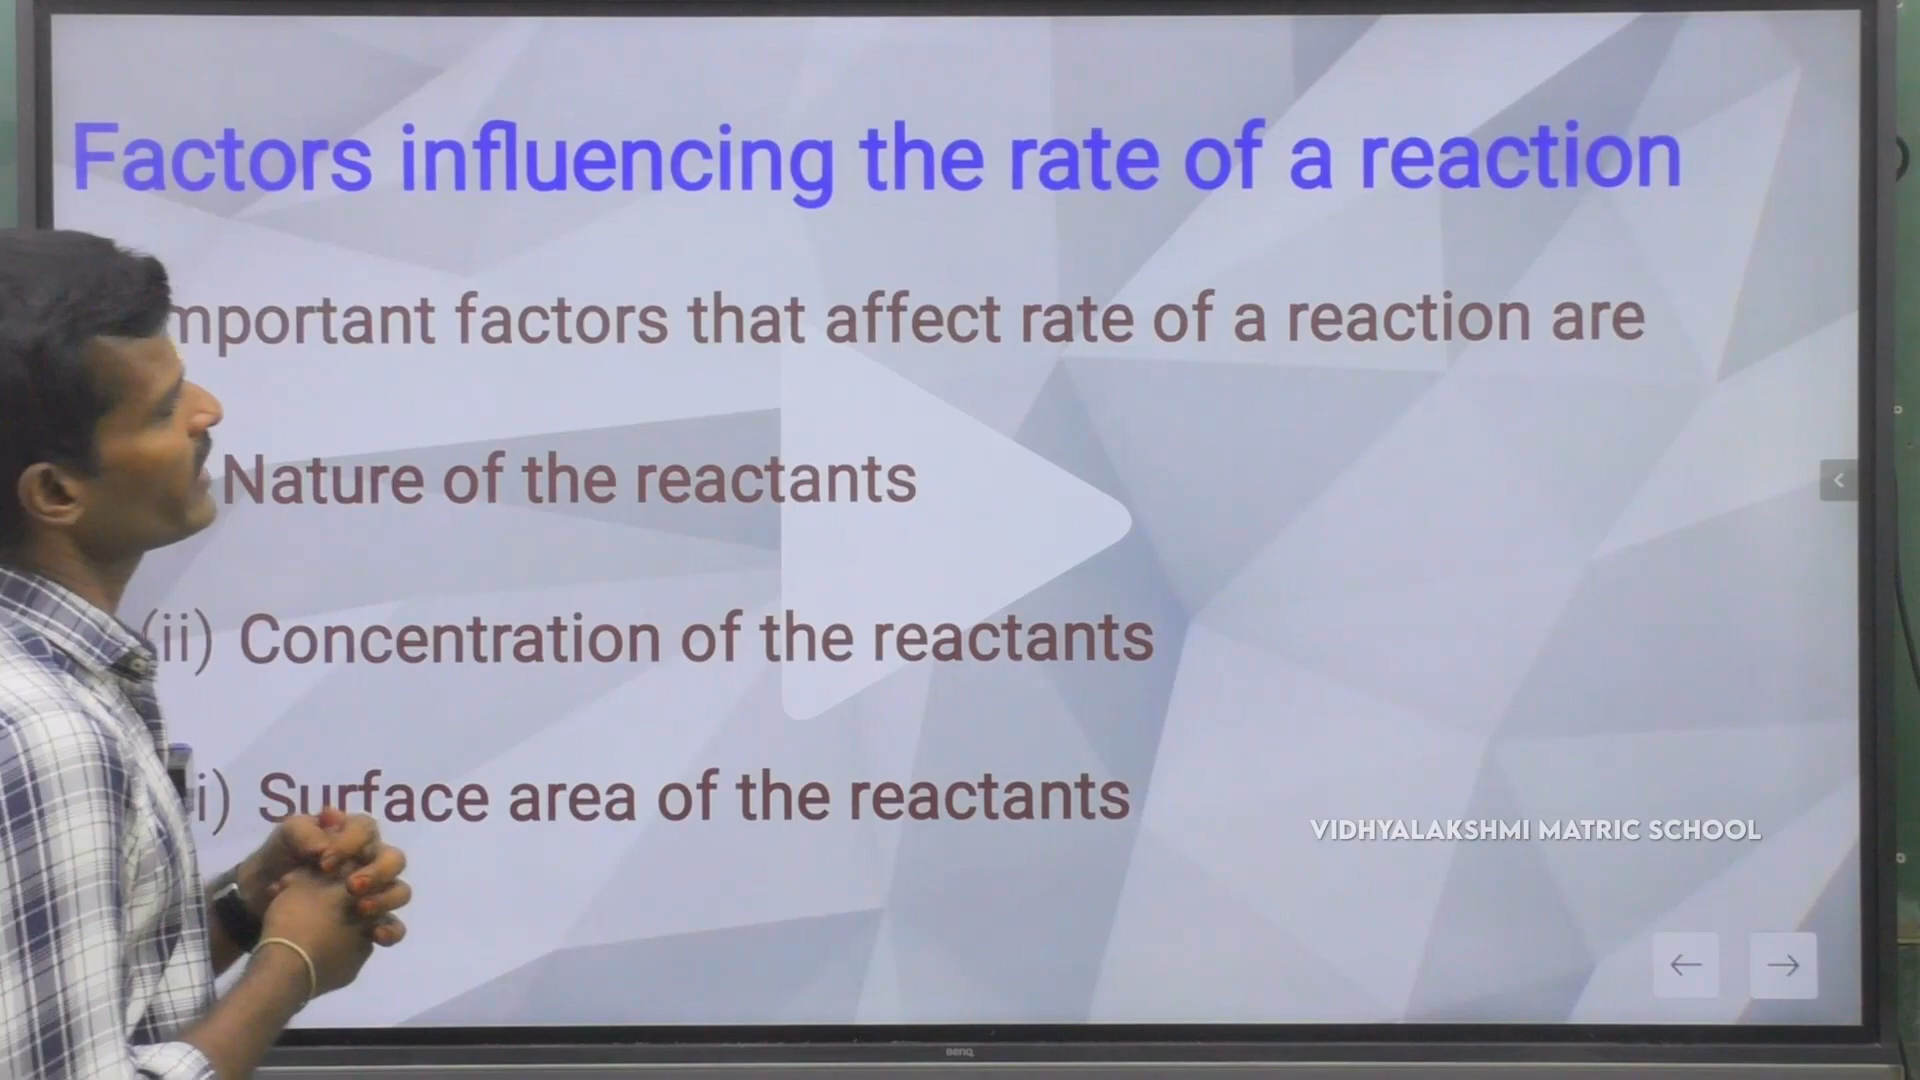 Factors influencing the rate of a reaction
mportant factors that affect rate of a reaction are
Nature of the reactants
(ii) Concentration of the reactants
i) Surface area of the reactants
VIDHYALAKSHMI MATRIC SCHOOL
BenQ